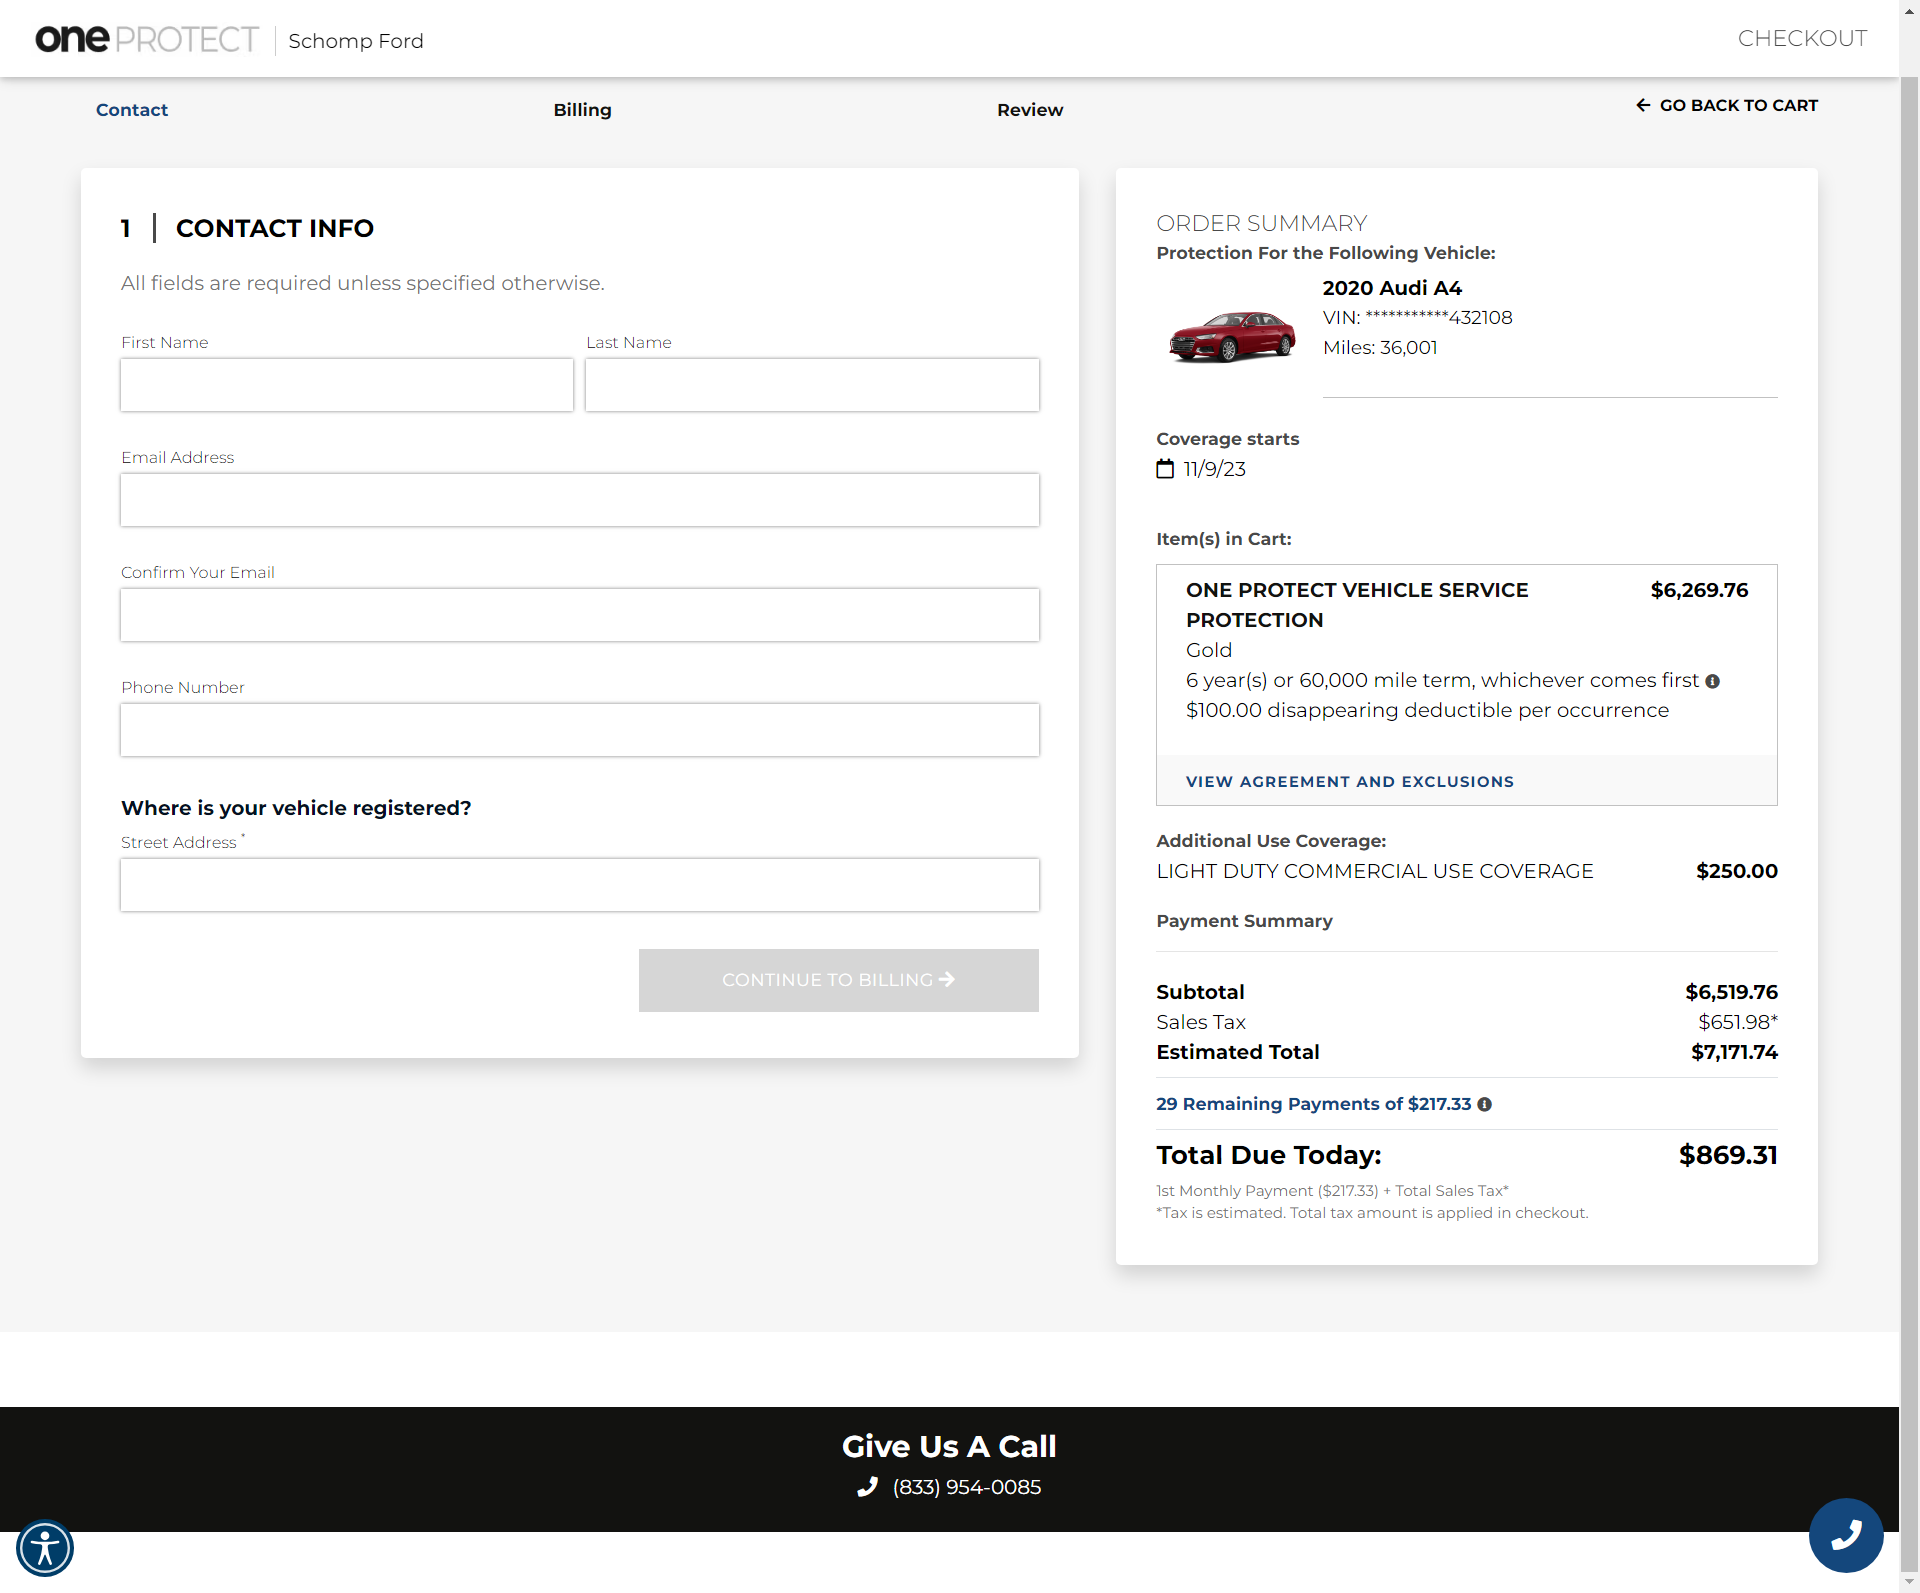 one PROTECT Schomp Ford
CHECKOUT
Contact
Billing
Review
GO BACK TO CART
1 CONTACT INFO
All fields are required unless specified otherwise.
First Name
Last Name
Email Address
Confirm Your Email
Phone Number
Where is your vehicle registered?
Street Address *
CONTINUE TO BILLING
ORDER SUMMARY
Protection For the Following Vehicle:
2020 Audi A4
VIN: ***********432108
Miles: 36,001
Coverage starts
11/9/23
Item(s) in Cart:
ONE PROTECT VEHICLE SERVICE $6,269.76
PROTECTION
Gold
6 year(s) or 60,000 mile term, whichever comes first
$100.00 disappearing deductible per occurrence
VIEW AGREEMENT AND EXCLUSIONS
Additional Use Coverage:
LIGHT DUTY COMMERCIAL USE COVERAGE $250.00
Payment Summary
Subtotal $6,519.76
Sales Tax $651.98*
Estimated Total $7,171.74
29 Remaining Payments of $217.33
Total Due Today: $869.31
1st Monthly Payment ($217.33) + Total Sales Tax*
*Tax is estimated. Total tax amount is applied in checkout.
Give Us A Call
(833) 954-0085